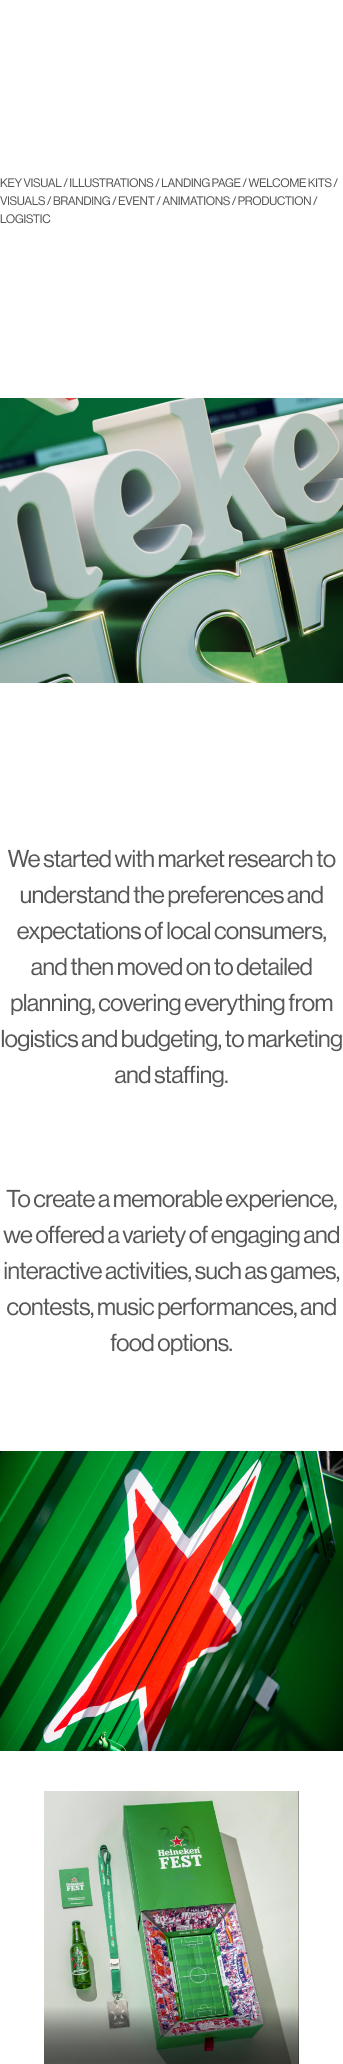 KEY VISUAL / ILLUSTRATIONS / LANDING PAGE / WELCOME KITS /
VISUALS / BRANDING / EVENT / ANIMATIONS / PRODUCTION /
LOGISTIC
neke
We started with market research to
understand the preferences and
expectations of local consumers,
and then moved on to detailed
planning, covering everything from
logistics and budgeting, to marketing
and staffing.
To create a memorable experience,
we offered a variety of engaging and
interactive activities, such as games,
contests, music performances, and
food options.
Heineken
FEST
Heineken
FEST